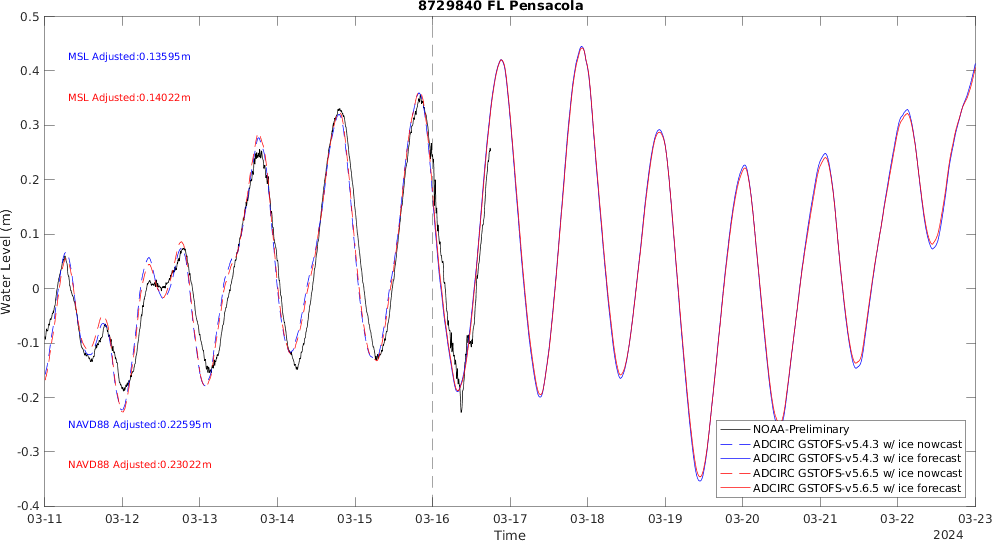 8729840 FL Pensacola
0.5
0.4
0.3
0.2
0.1
0
-0.1
-0.2
-0.3
-0.4
Water Level (m)
MSL Adjusted:0.13595m
MSL Adjusted:0.14022m
NAVD88 Adjusted:0.22595m
NAVD88 Adjusted:0.23022m
NOAA-Preliminary
ADCIRC GSTOFS-v5.4.3 w/ ice nowcast
ADCIRC GSTOFS-v5.4.3 w/ ice forecast
ADCIRC GSTOFS-v5.6.5 w/ ice nowcast
ADCIRC GSTOFS-v5.6.5 w/ ice forecast
03-11 03-12 03-13 03-14 03-15 03-16 03-17 03-18 03-19 03-20 03-21 03-22 03-23
Time
2024